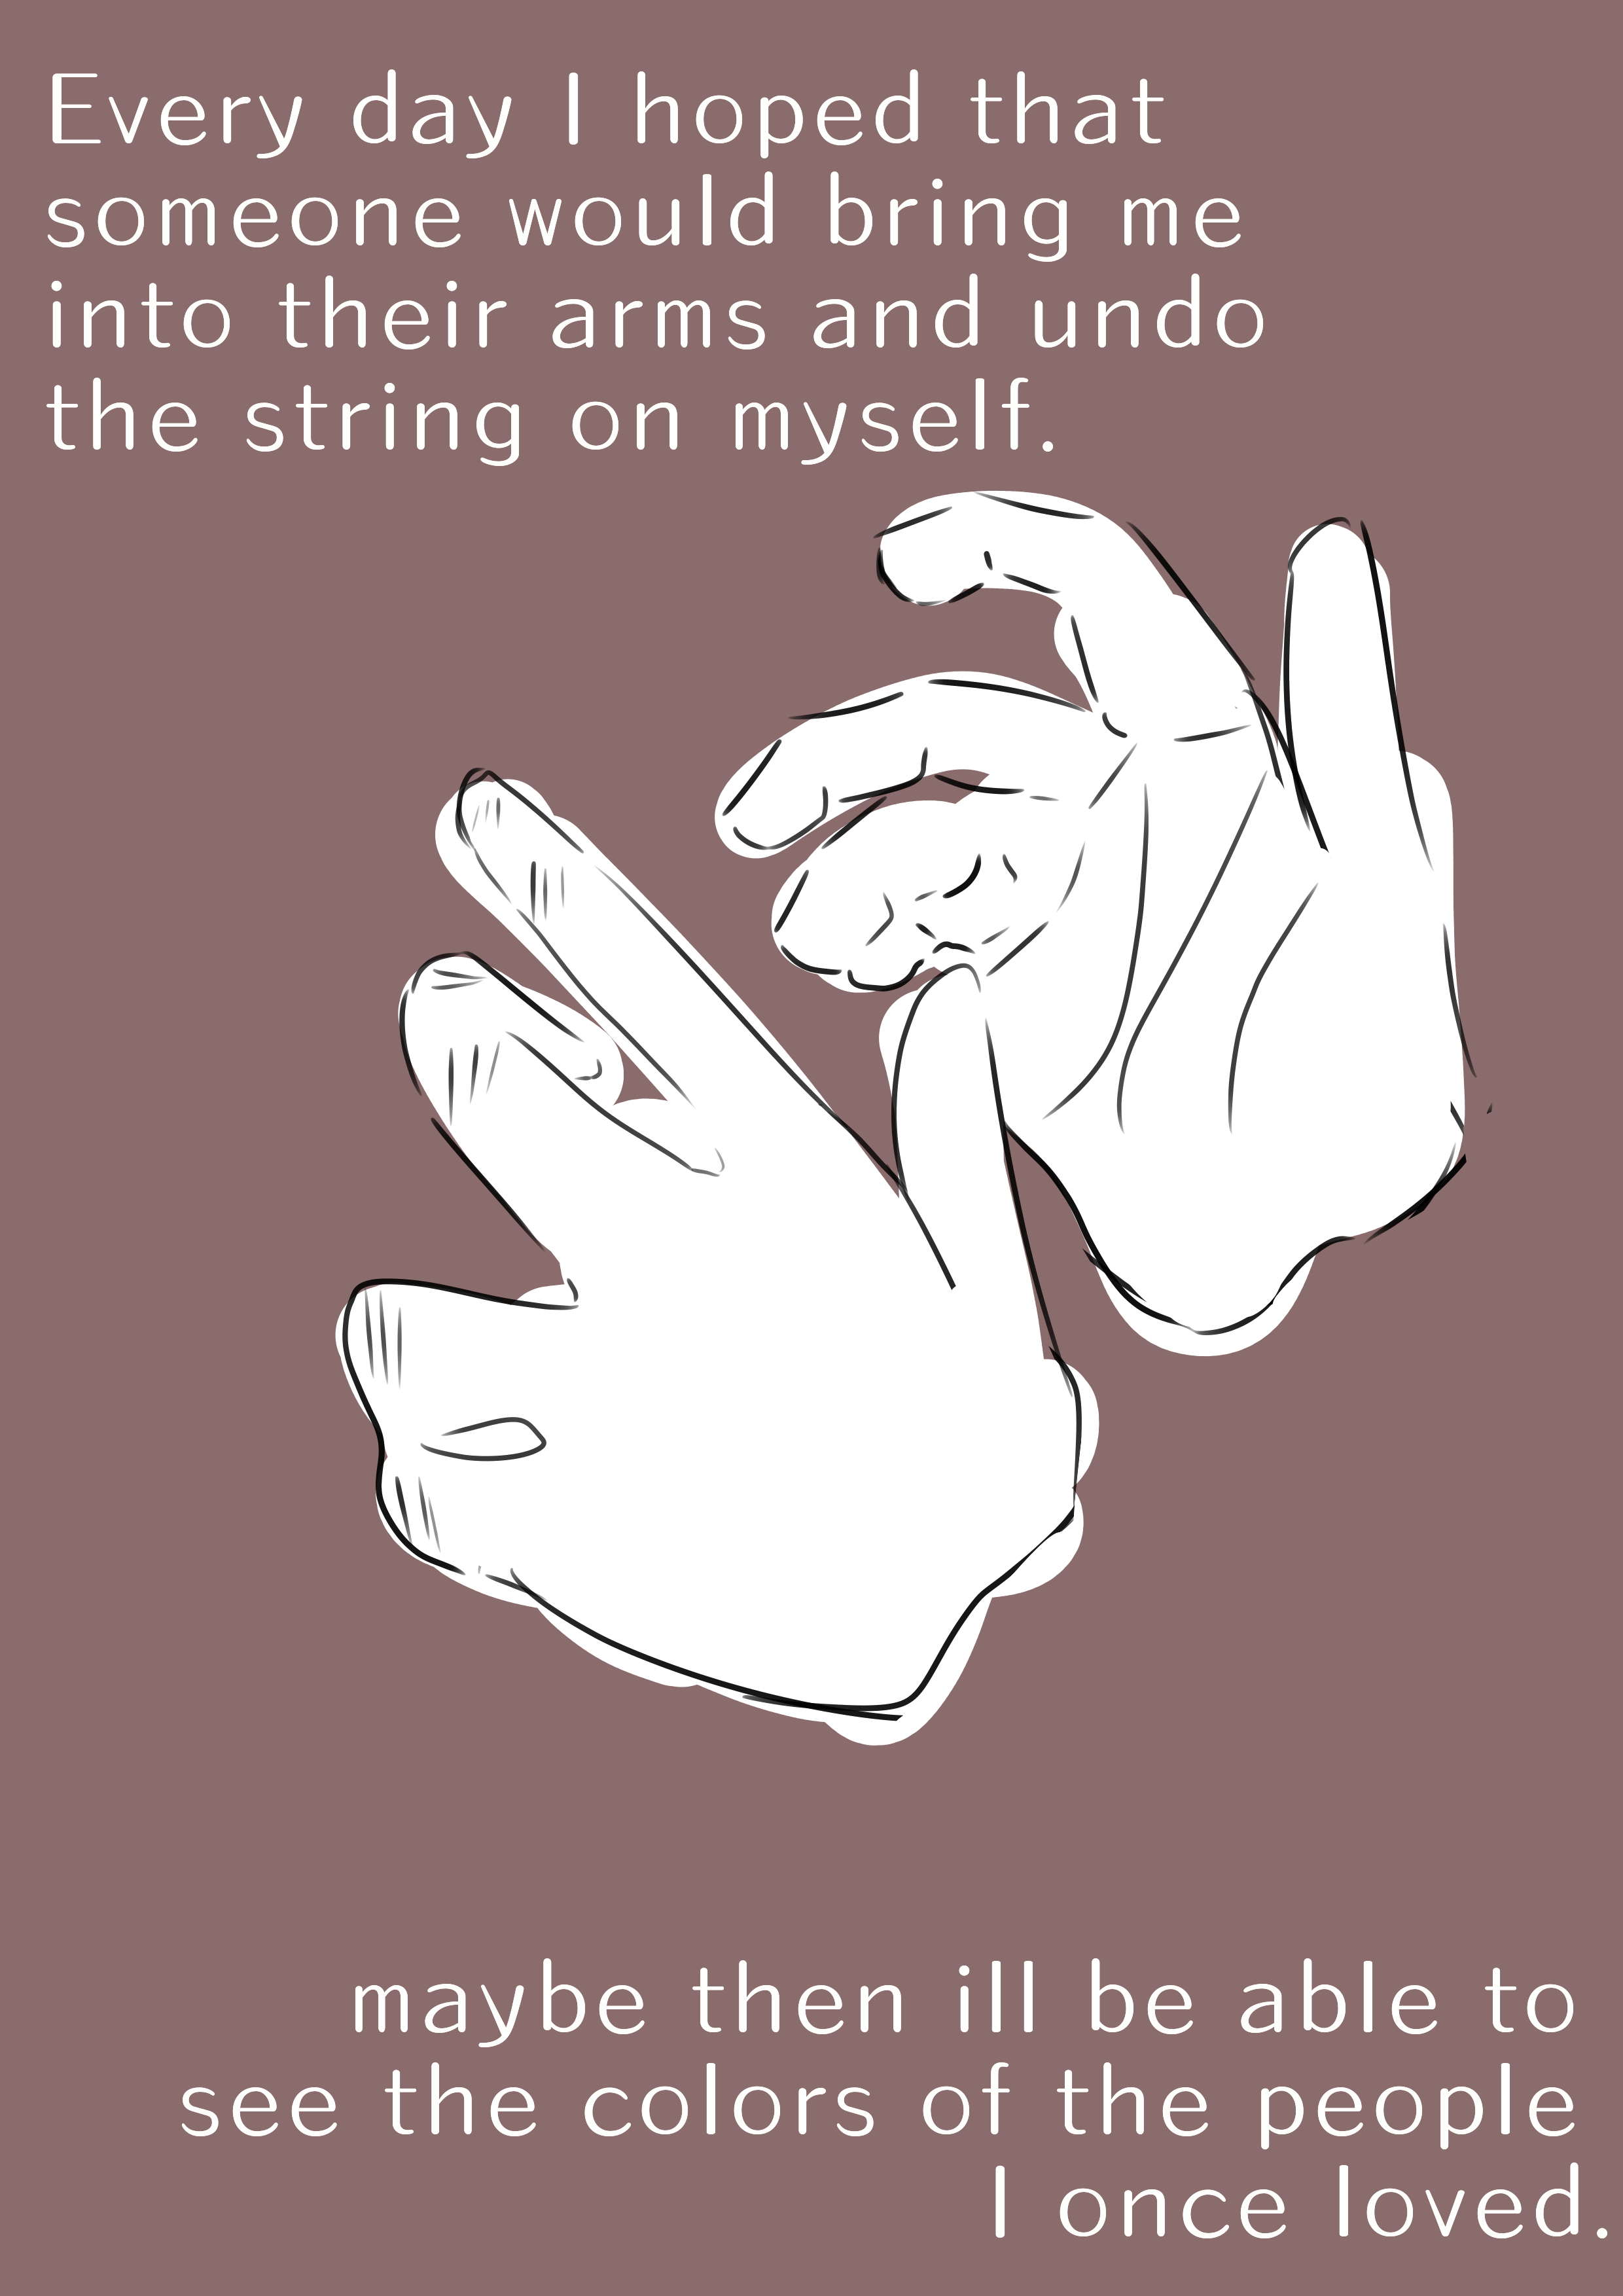 Every day I hoped that
someone would bring me
into their arms and undo
the string on myself.
maybe then ill be able to
see the colors of the people
I once loved.